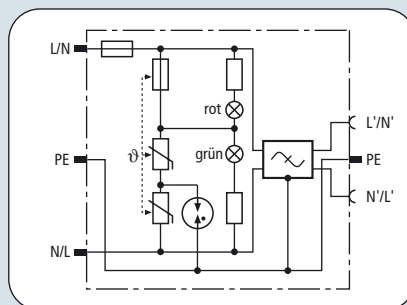 L/N
rot
L'/N'
PE
ϑ
grün
PE
N'/L'
N/L